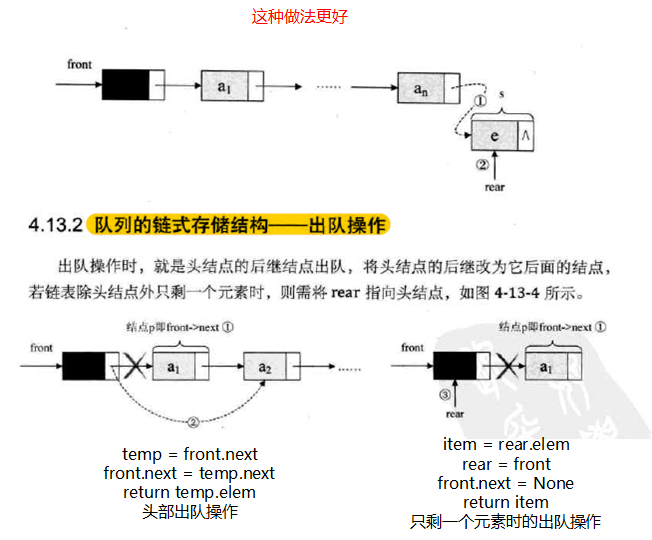 这种做法更好
front
a1
......
an
①
s
e
∧
②
rear
4.13.2 队列的链式存储结构——出队操作
出队操作时，就是头结点的后继结点出队，将头结点的后继改为它后面的结点，
若链表除头结点外只剩一个元素时，则需将 rear 指向头结点，如图 4-13-4 所示。
结点p即front->next ①
front
a1
a2
......
②
temp = front.next
front.next = temp.next
return temp.elem
头部出队操作
结点p即front->next ①
front
a1
③
rear
item = rear.elem
rear = front
front.next = None
return item
只剩一个元素时的出队操作